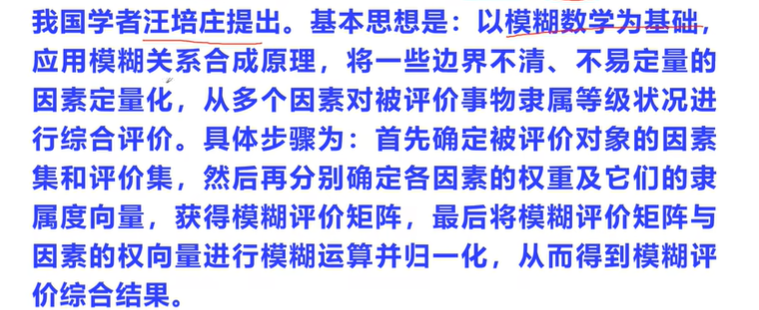 我国学者汪培庄提出。基本思想是：以模糊数学为基础，
应用模糊关系合成原理，将一些边界不清、不易定量的
因素定量化，从多个因素对被评价事物隶属等级状况进
行综合评价。具体步骤为：首先确定被评价对象的因素
集和评价集，然后再分别确定各因素的权重及它们的隶
属度向量，获得模糊评价矩阵，最后将模糊评价矩阵与
因素的权向量进行模糊运算并归一化，从而得到模糊评
价综合结果。